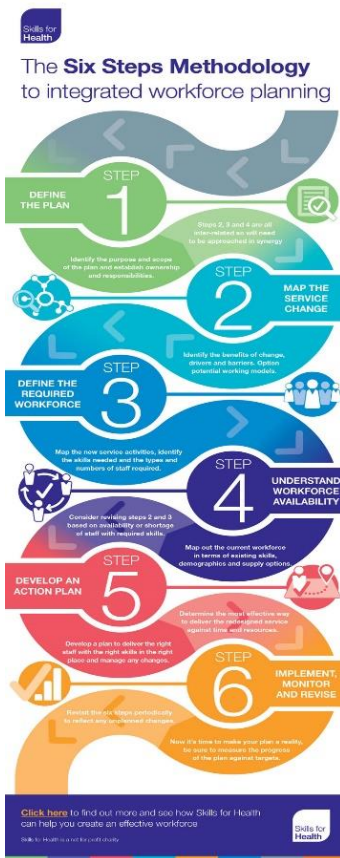 Skills for
Health
The Six Steps Methodology
to integrated workforce planning
STEP
1
DEFINE
THE PLAN
Steps 2, 3 and 4 are all
inter-related so will need
to be approached in synergy
Identify the purpose and scope
of the plan and establish ownership
and responsibilities.
STEP
2
MAP THE
SERVICE
CHANGE
Identify the benefits of change,
drivers and barriers. Option
potential working models.
STEP
3
DEFINE THE
REQUIRED
WORKFORCE
Map the new service activities, identify
the skills needed and the types and
numbers of staff required.
STEP
4
UNDERSTAND
WORKFORCE
AVAILABILITY
Consider revising steps 2 and 3
based on availability or shortage
of staff with required skills.
Map out the current workforce
in terms of existing skills,
demographics and supply options.
STEP
5
DEVELOP AN
ACTION PLAN
Determine the most effective way
to deliver the redesigned service
against time and resources.
Develop a plan to deliver the right
staff with the right skills in the right
place and manage any changes.
STEP
6
IMPLEMENT,
MONITOR
AND REVISE
Revisit the six steps periodically
to reflect any unplanned changes.
Now it's time to make your plan a reality,
be sure to measure the progress
of the plan against targets.
Click here to find out more and see how Skills for Health
can help you create an effective workforce
Skills for Health is a not for profit charity
Skills for
Health